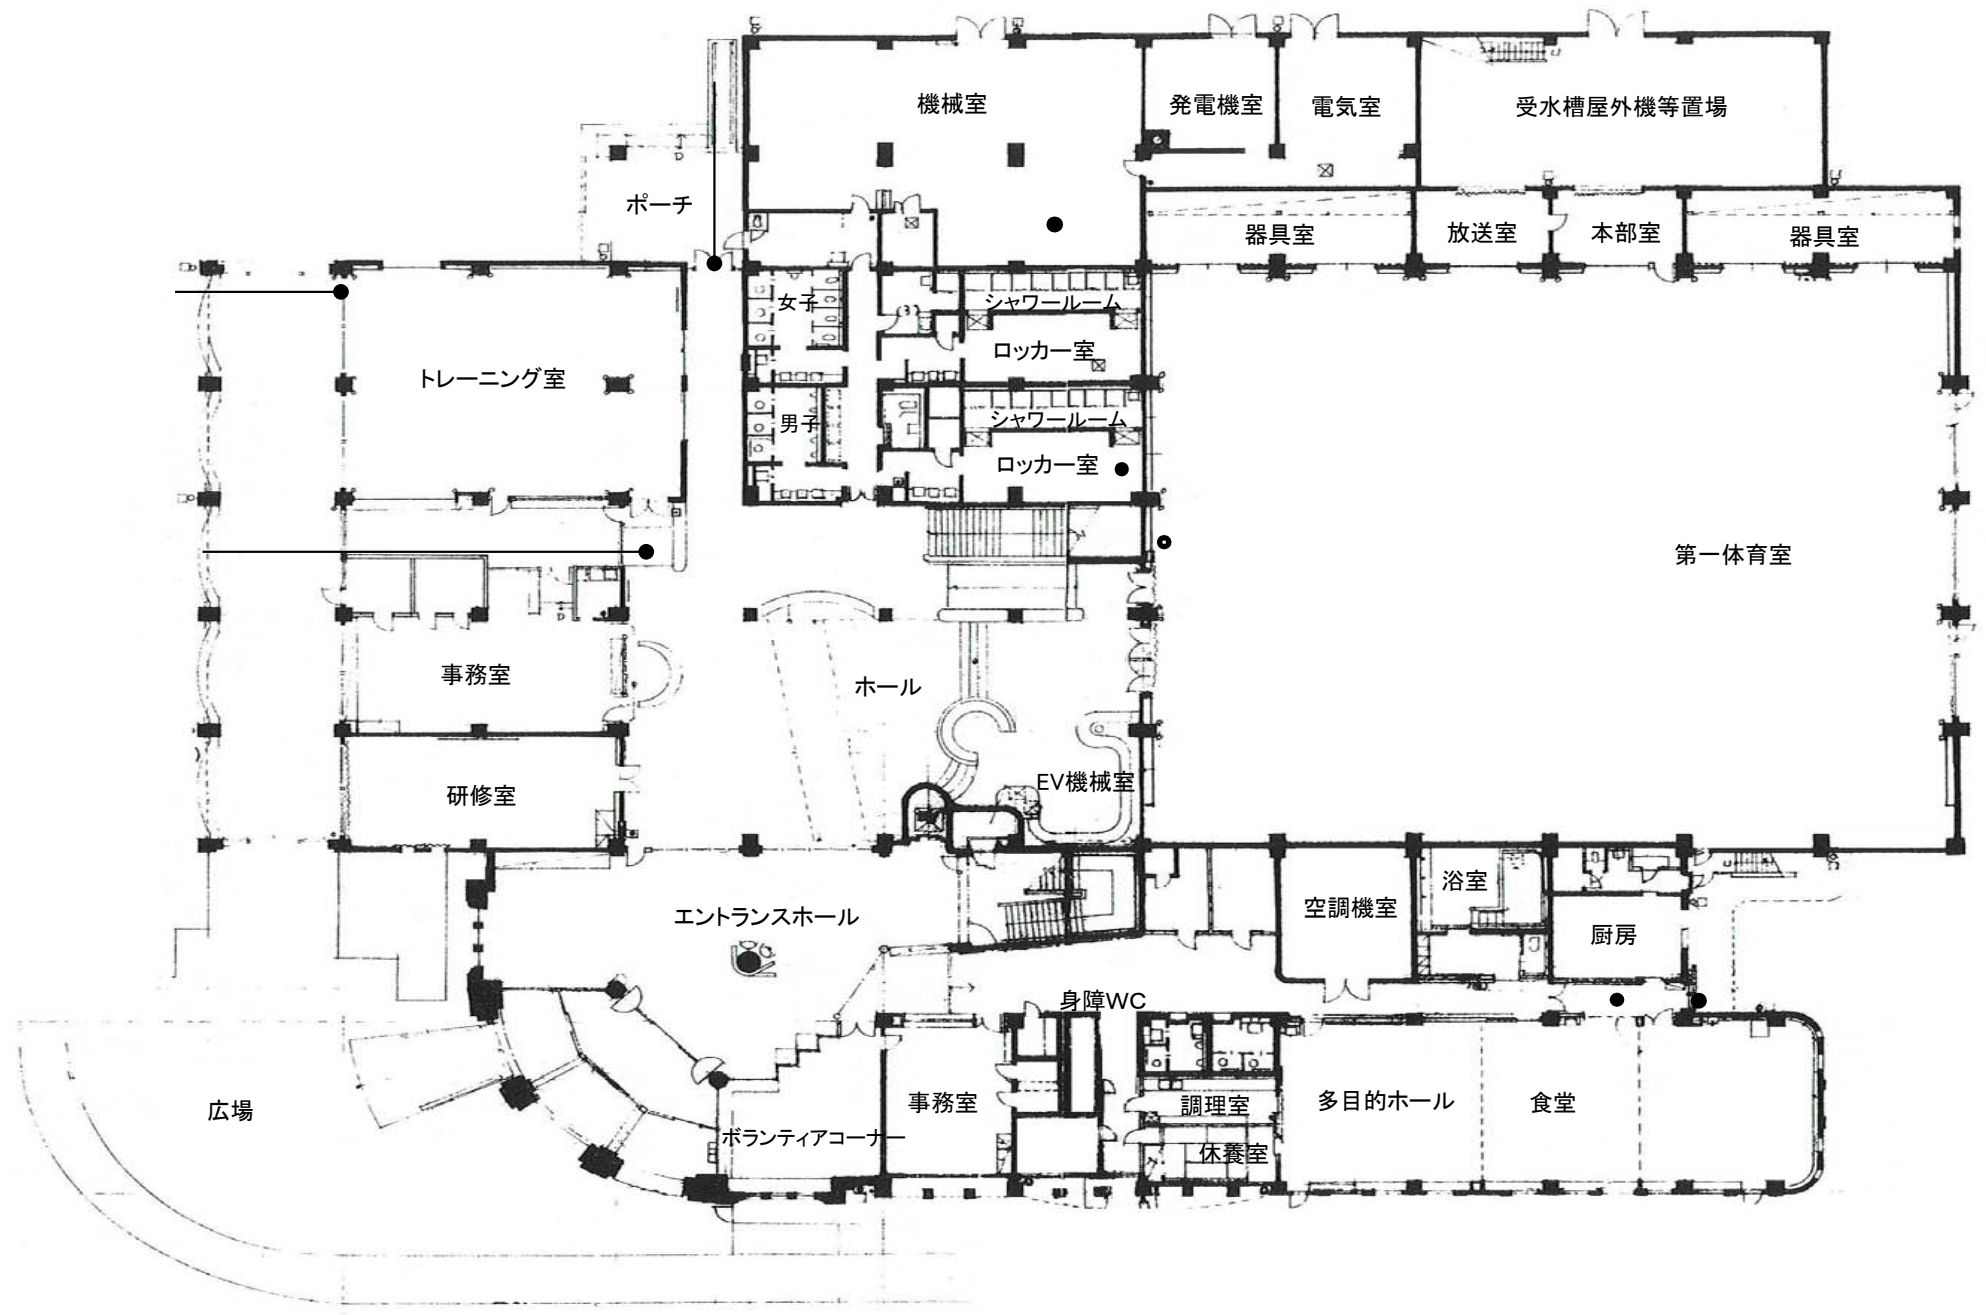 機械室
発電機室
電気室
受水槽屋外機等置場
ポーチ
器具室
放送室
本部室
器具室
女子
シャワールーム
ロッカー室
トレーニング室
男子
シャワールーム
ロッカー室
第一体育室
事務室
ホール
研修室
EV機械室
エントランスホール
空調機室
浴室
厨房
身障WC
広場
ボランティアコーナー
事務室
調理室
休養室
多目的ホール
食堂